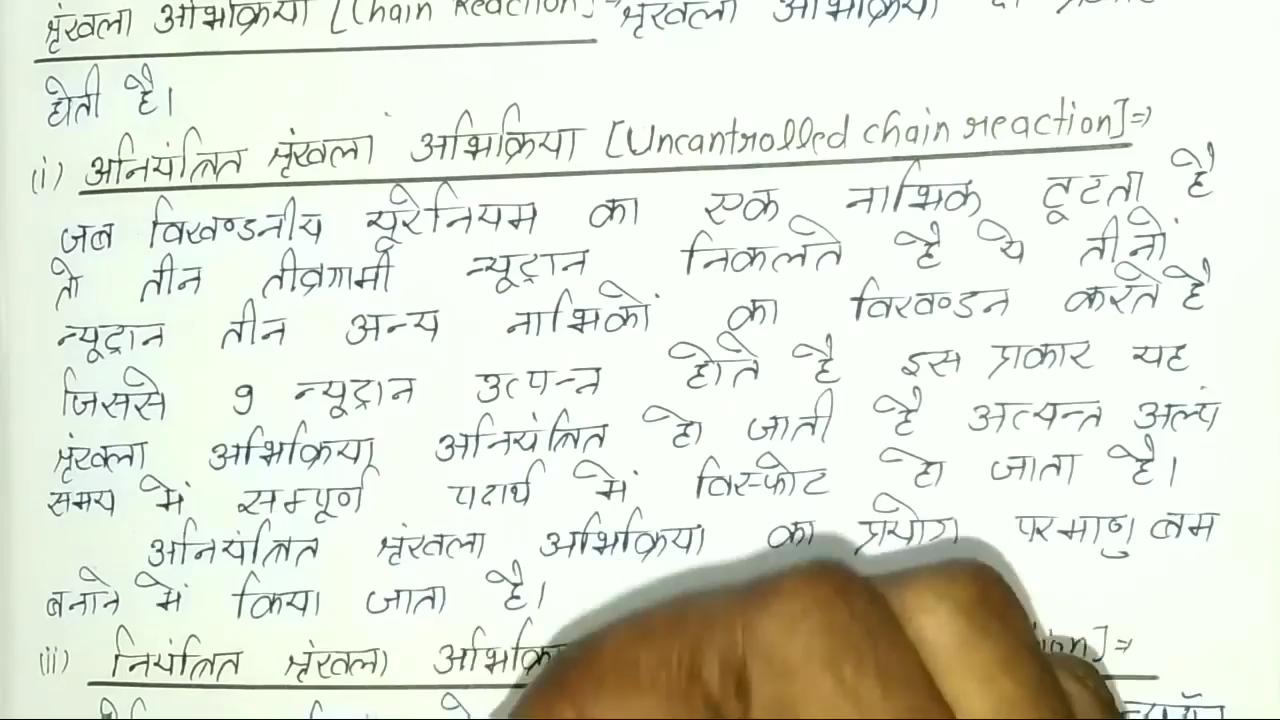 श्रृंखला अभिक्रिया [Chain Reaction] श्रृंखला अभिक्रिया दो प्रकार
होती है।
(i) अनियंत्रित श्रृंखला अभिक्रिया [Uncantrolled chain reaction]⇒
जब विखण्डनीय यूरेनियम का एक नाभिक टूटता है
तो तीन तीव्रगामी न्यूट्रान निकलते है ये तीनों
न्यूट्रान तीन अन्य नाभिकों का विखण्डन करते है
जिससे 9 न्यूट्रान उत्पन्न होते है इस प्रकार यह
श्रृंखला अभिक्रिया अनियंत्रित हो जाती है अत्यन्त अल्प
समय में सम्पूर्ण पदार्थ में विस्फोट हो जाता है।
अनियंत्रित श्रृंखला अभिक्रिया का प्रयोग परमाणु बम
बनाने में किया जाता है।
(ii) नियंत्रित श्रृंखला ]⇒